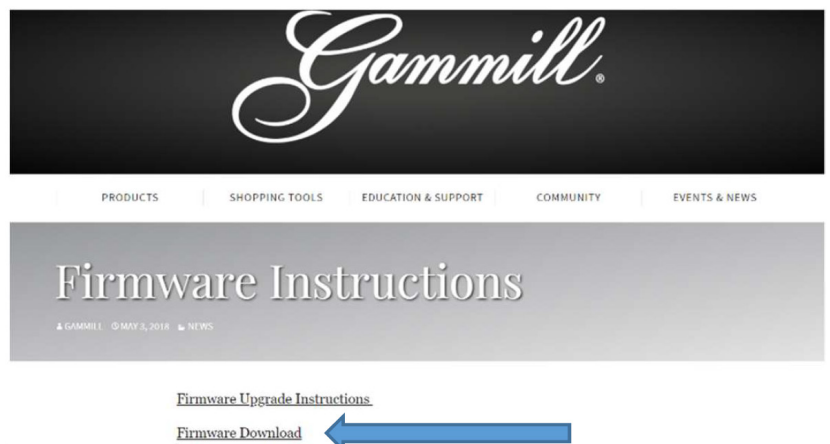 Gammill®
PRODUCTS SHOPPING TOOLS EDUCATION & SUPPORT COMMUNITY EVENTS & NEWS
Firmware Instructions
GAMMILL MAY 3, 2018 NEWS
Firmware Upgrade Instructions
Firmware Download